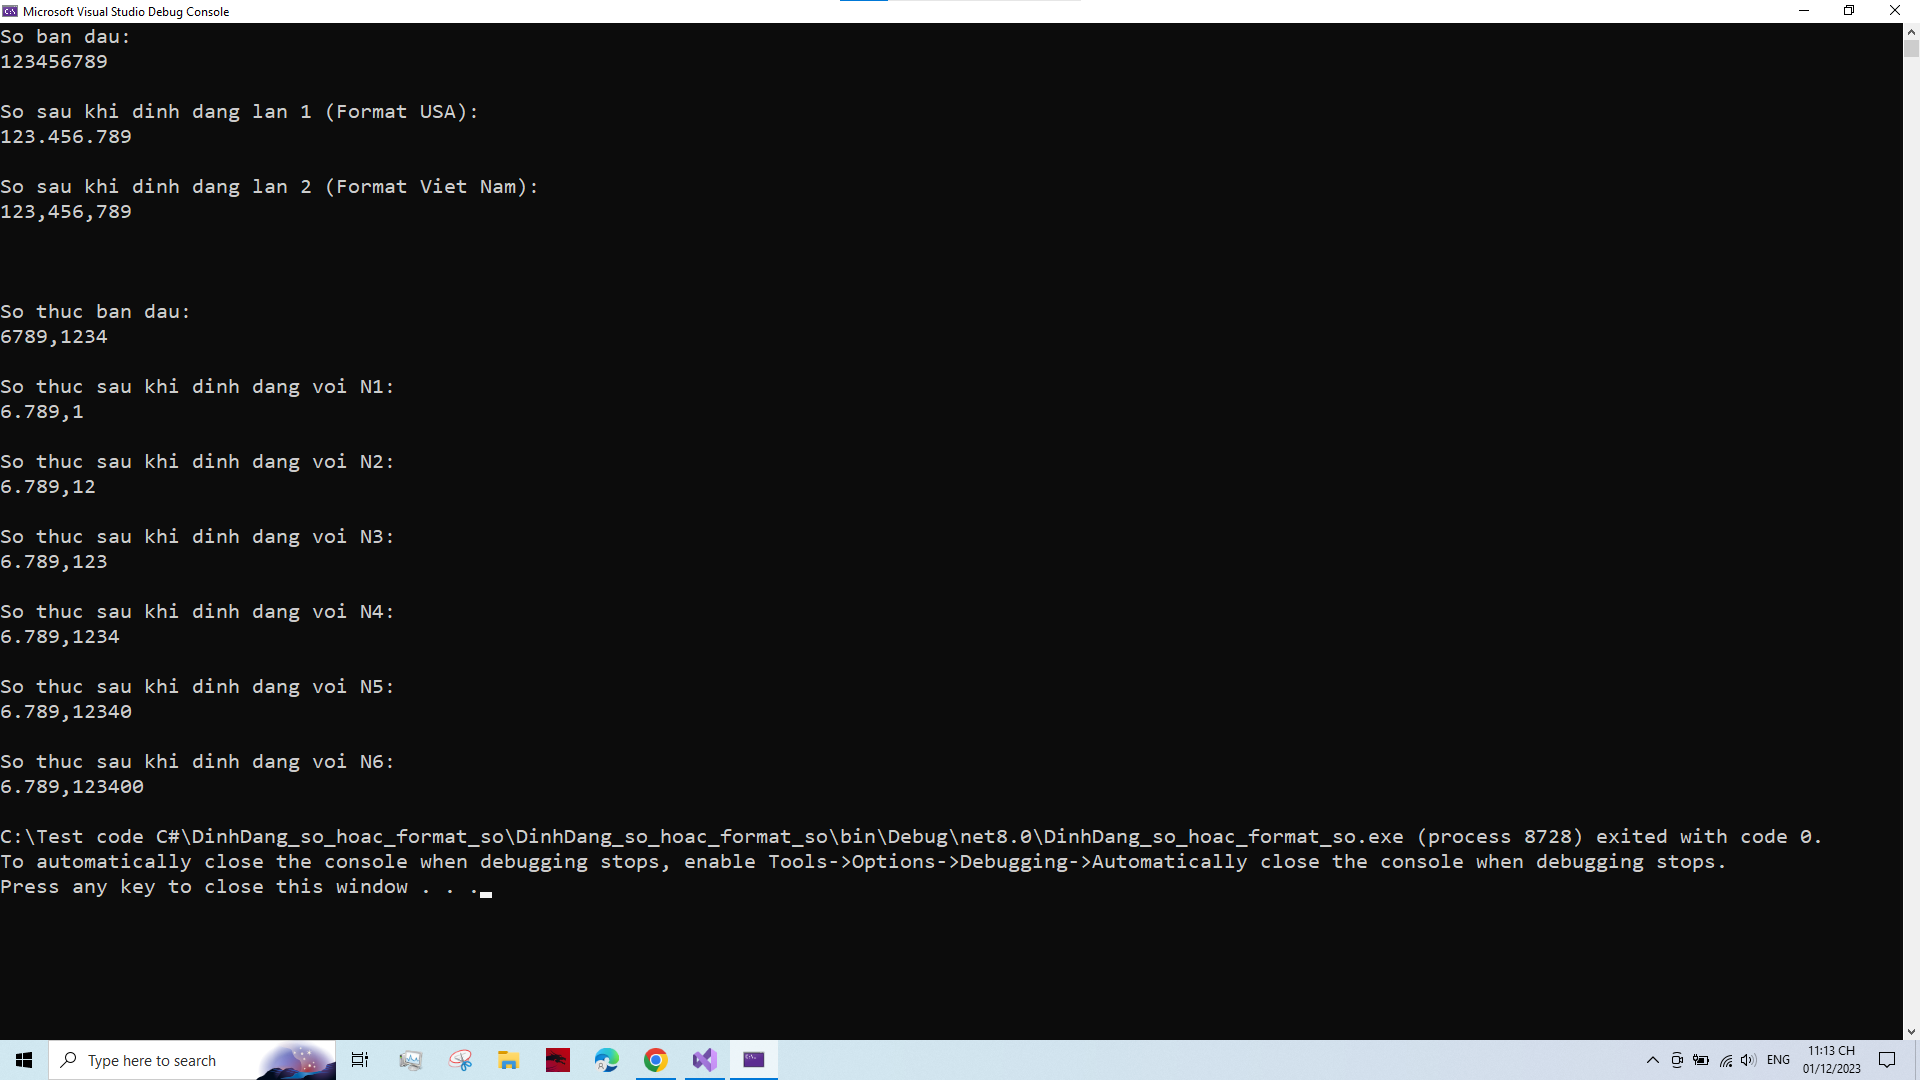 Microsoft Visual Studio Debug Console
So ban dau:
123456789
So sau khi dinh dang lan 1 (Format USA):
123.456.789
So sau khi dinh dang lan 2 (Format Viet Nam):
123,456,789
So thuc ban dau:
6789,1234
So thuc sau khi dinh dang voi N1:
6.789,1
So thuc sau khi dinh dang voi N2:
6.789,12
So thuc sau khi dinh dang voi N3:
6.789,123
So thuc sau khi dinh dang voi N4:
6.789,1234
So thuc sau khi dinh dang voi N5:
6.789,12340
So thuc sau khi dinh dang voi N6:
6.789,123400
C:\Test code C#\DinhDang_so_hoac_format_so\DinhDang_so_hoac_format_so\bin\Debug\net8.0\DinhDang_so_hoac_format_so.exe (process 8728) exited with code 0.
To automatically close the console when debugging stops, enable Tools->Options->Debugging->Automatically close the console when debugging stops.
Press any key to close this window . . .
Type here to search
ENG
11:13 CH
01/12/2023